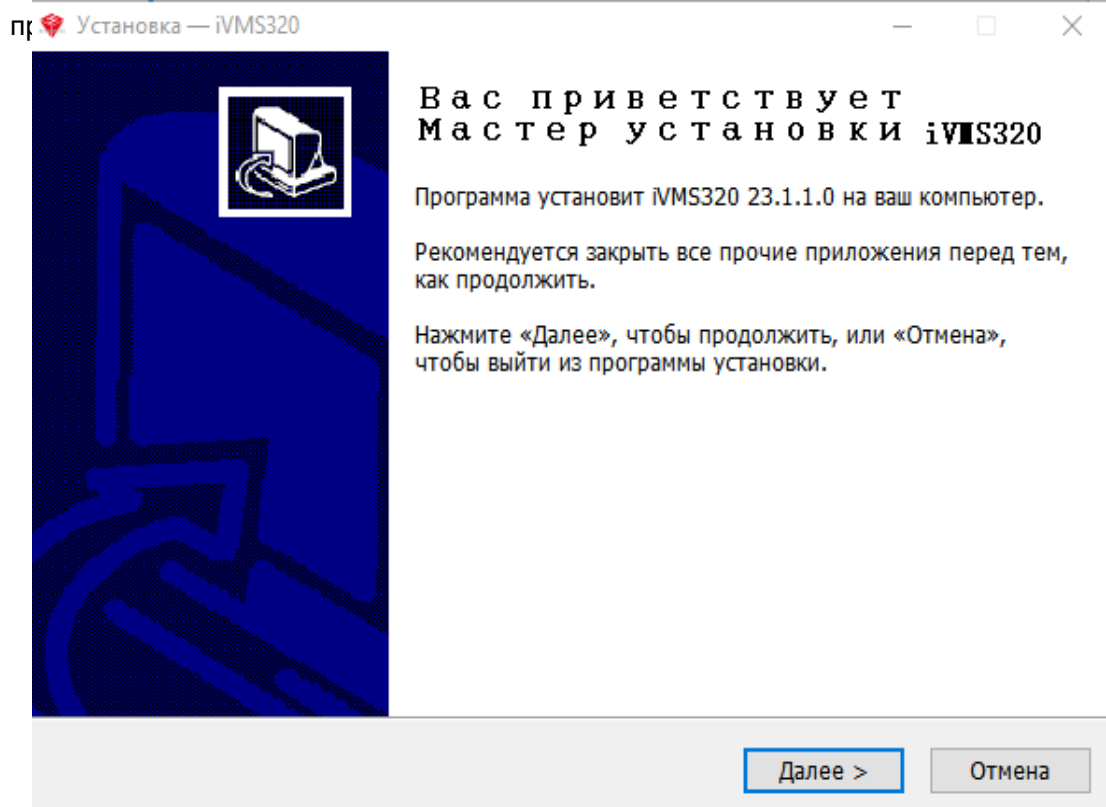 Установка — iVMS320
Вас приветствует
Мастер установки iVMS320
Программа установит iVMS320 23.1.1.0 на ваш компьютер.
Рекомендуется закрыть все прочие приложения перед тем,
как продолжить.
Нажмите «Далее», чтобы продолжить, или «Отмена»,
чтобы выйти из программы установки.
Далее >
Отмена